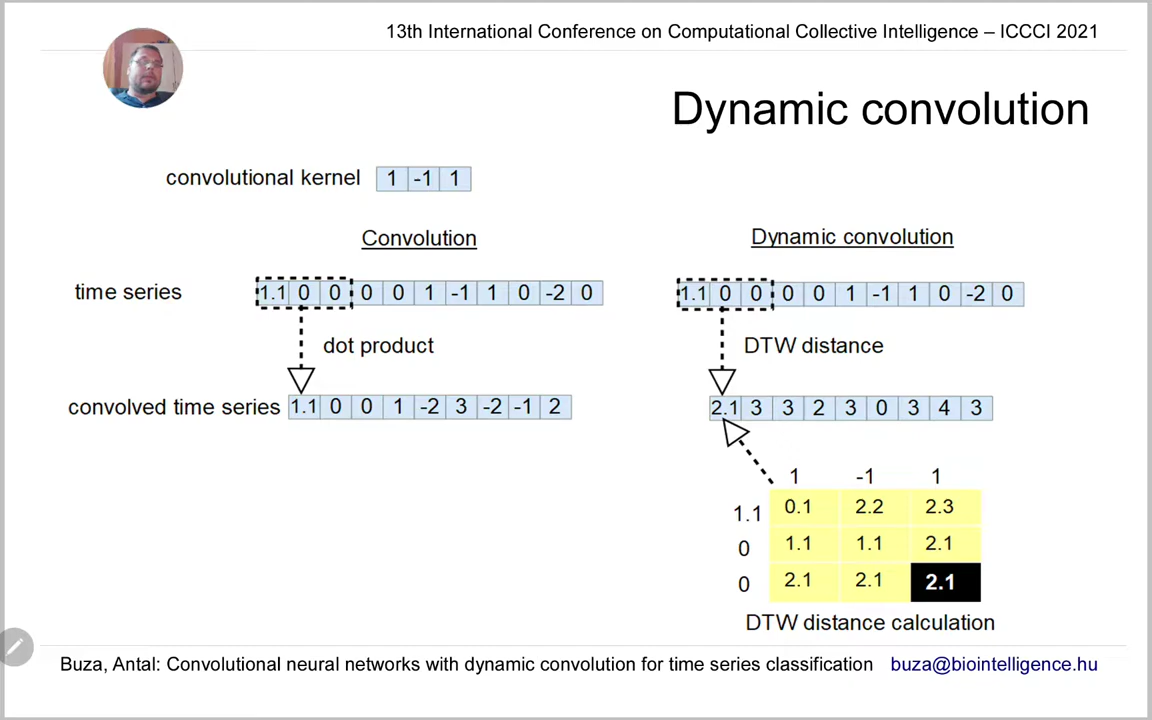 13th International Conference on Computational Collective Intelligence – ICCCI 2021
Dynamic convolution
convolutional kernel 1 -1 1
Convolution
Dynamic convolution
time series 1.1 0 0 0 0 1 -1 1 0 -2 0
1.1 0 0 0 0 1 -1 1 0 -2 0
dot product
DTW distance
convolved time series 1.1 0 0 1 -2 3 -2 -1 2
2.1 3 3 2 3 0 3 4 3
1 -1 1
1.1 0.1 2.2 2.3
0 1.1 1.1 2.1
0 2.1 2.1 2.1
DTW distance calculation
Buza, Antal: Convolutional neural networks with dynamic convolution for time series classification buza@biointelligence.hu